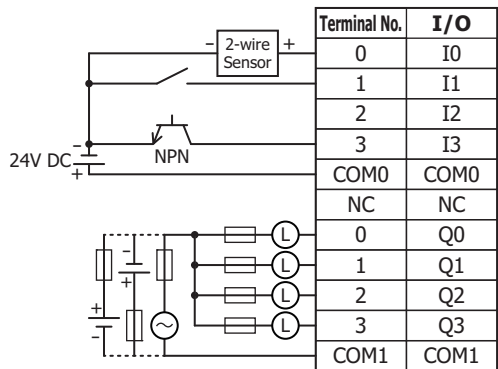 Terminal No. I/O
− 2-wire Sensor + 0 I0
1 I1
2 I2
NPN 3 I3
24V DC − +
COM0 COM0
NC NC
L 0 Q0
L 1 Q1
L 2 Q2
L 3 Q3
− +
+ −
COM1 COM1